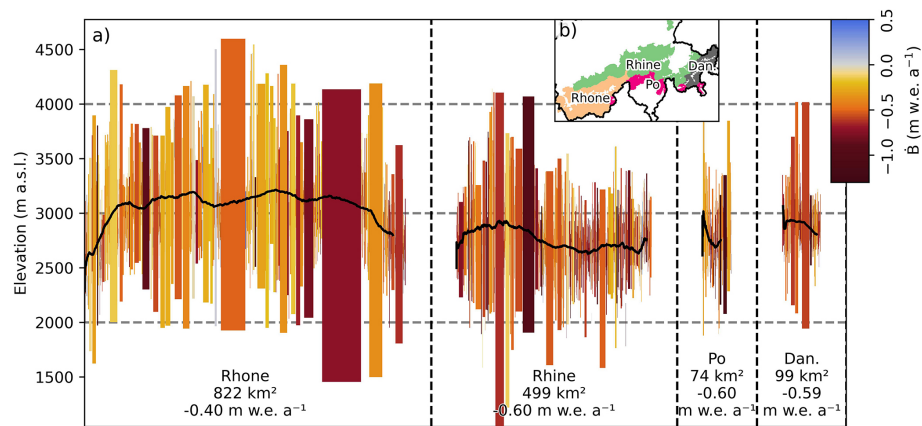 a)
b)
Elevation (m a.s.l.)
4500
4000
3500
3000
2500
2000
1500
Rhone
822 km²
-0.40 m w.e. a⁻¹
Rhine
499 km²
-0.60 m w.e. a⁻¹
Po
74 km²
-0.60
m w.e. a⁻¹
Dan.
99 km²
-0.59
m w.e. a⁻¹
Rhine
Dan.
Po
Rhone
0.5
0.0
−0.5
−1.0
Ḃ (m w.e. a⁻¹)